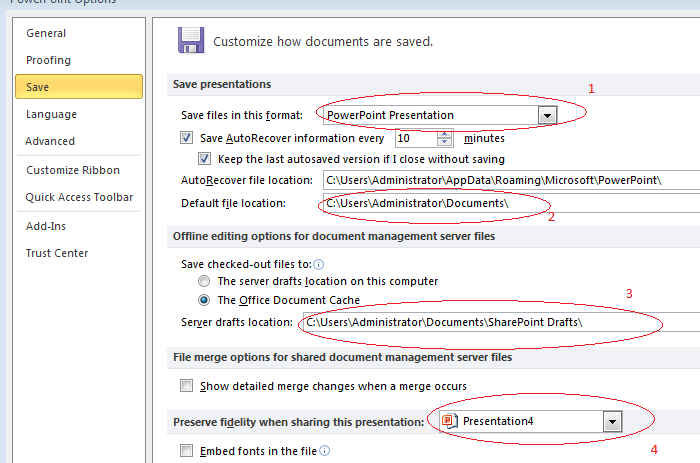 PowerPoint Options
General
Customize how documents are saved.
Proofing
Save
Save presentations
1
Language
Save files in this format: PowerPoint Presentation
Advanced
Save AutoRecover information every 10 minutes
Keep the last autosaved version if I close without saving
Customize Ribbon
AutoRecover file location: C:\Users\Administrator\AppData\Roaming\Microsoft\PowerPoint\
Quick Access Toolbar
Default file location: C:\Users\Administrator\Documents\
2
Add-Ins
Offline editing options for document management server files
Trust Center
Save checked-out files to:
The server drafts location on this computer
The Office Document Cache
3
Server drafts location: C:\Users\Administrator\Documents\SharePoint Drafts\
File merge options for shared document management server files
Show detailed merge changes when a merge occurs
Preserve fidelity when sharing this presentation: Presentation4
Embed fonts in the file
4